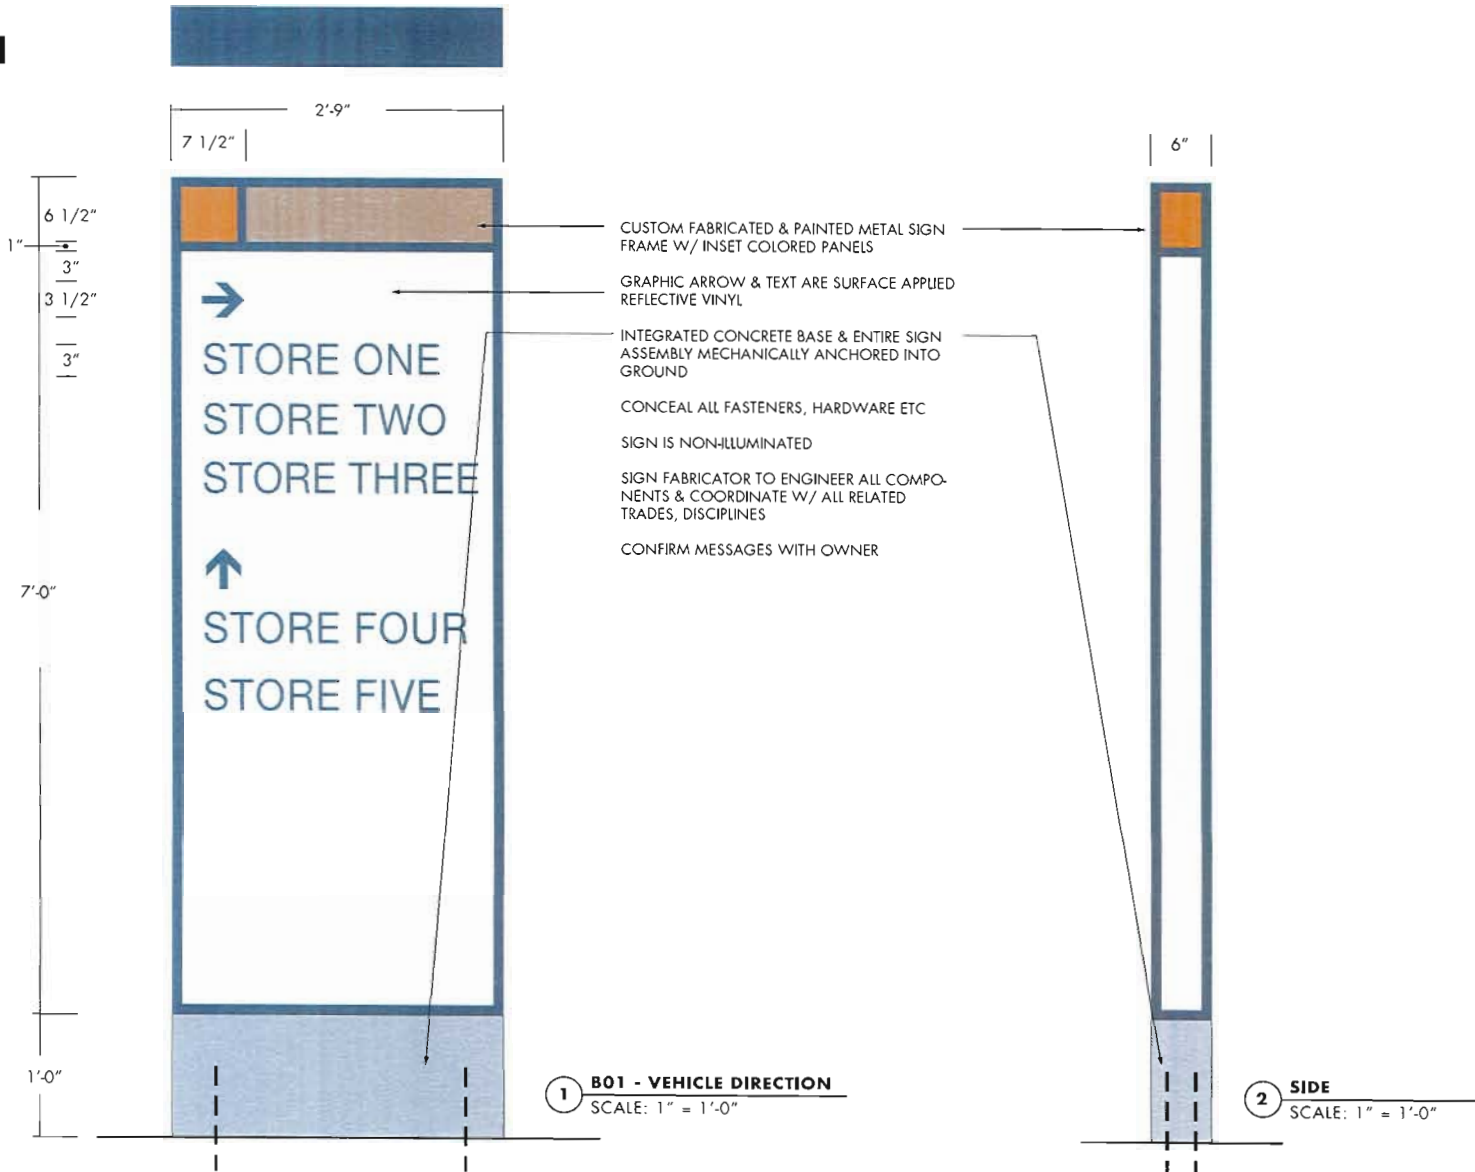 2'-9"
7 1/2"
6"
6 1/2"
1"
3"
3 1/2"
3"
7'-0"
1'-0"
→
STORE ONE
STORE TWO
STORE THREE
↑
STORE FOUR
STORE FIVE
CUSTOM FABRICATED & PAINTED METAL SIGN
FRAME W/ INSET COLORED PANELS
GRAPHIC ARROW & TEXT ARE SURFACE APPLIED
REFLECTIVE VINYL
INTEGRATED CONCRETE BASE & ENTIRE SIGN
ASSEMBLY MECHANICALLY ANCHORED INTO
GROUND
CONCEAL ALL FASTENERS, HARDWARE ETC
SIGN IS NON-ILLUMINATED
SIGN FABRICATOR TO ENGINEER ALL COMPO-
NENTS & COORDINATE W/ ALL RELATED
TRADES, DISCIPLINES
CONFIRM MESSAGES WITH OWNER
1 B01 - VEHICLE DIRECTION
SCALE: 1" = 1'-0"
2 SIDE
SCALE: 1" = 1'-0"